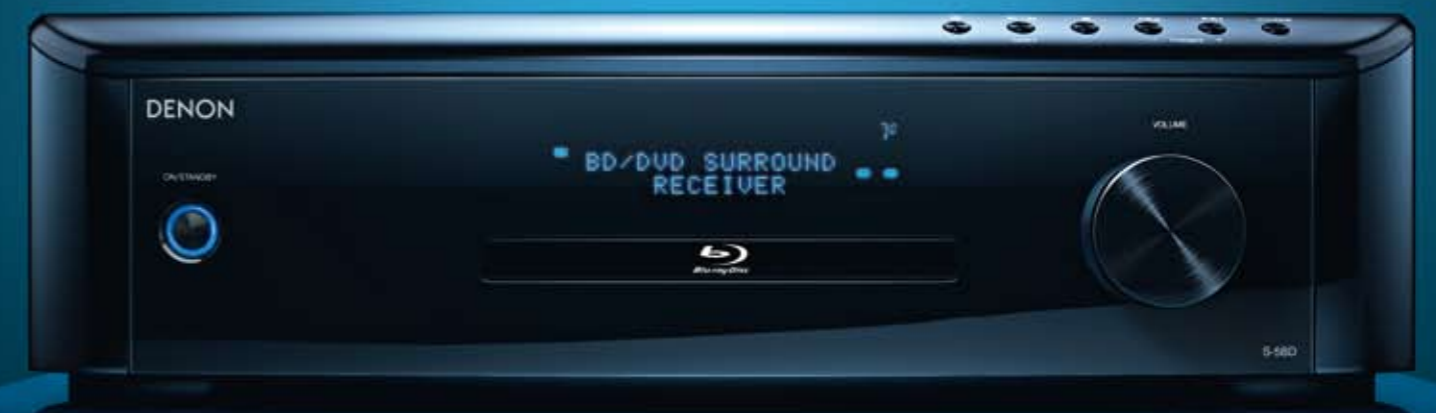 DENON
VOLUME
BD/DVD SURROUND
RECEIVER
ON/STANDBY
Blu-ray Disc
S-5BD